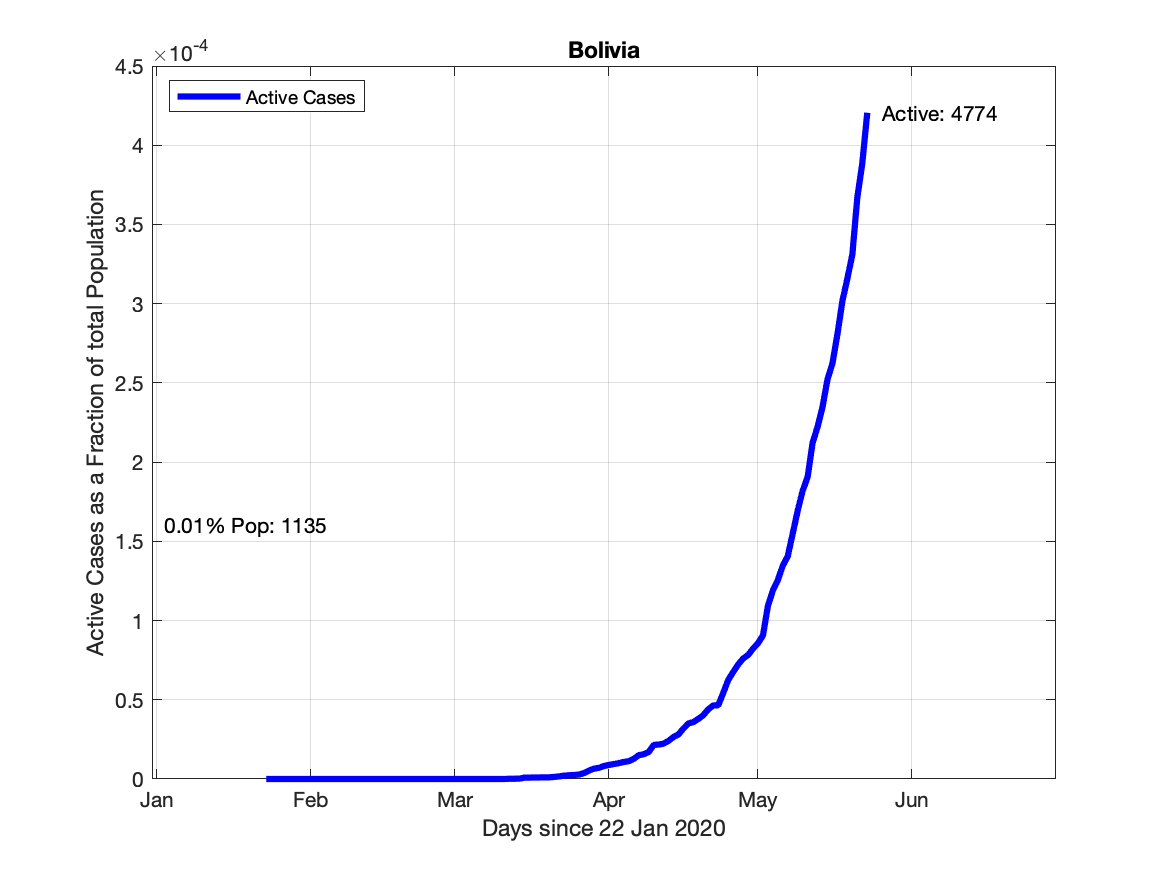 Bolivia
×10-4
4.5
4
3.5
3
2.5
2
1.5
1
0.5
0
Active Cases as a Fraction of total Population
Active Cases
Active: 4774
0.01% Pop: 1135
Jan Feb Mar Apr May Jun
Days since 22 Jan 2020